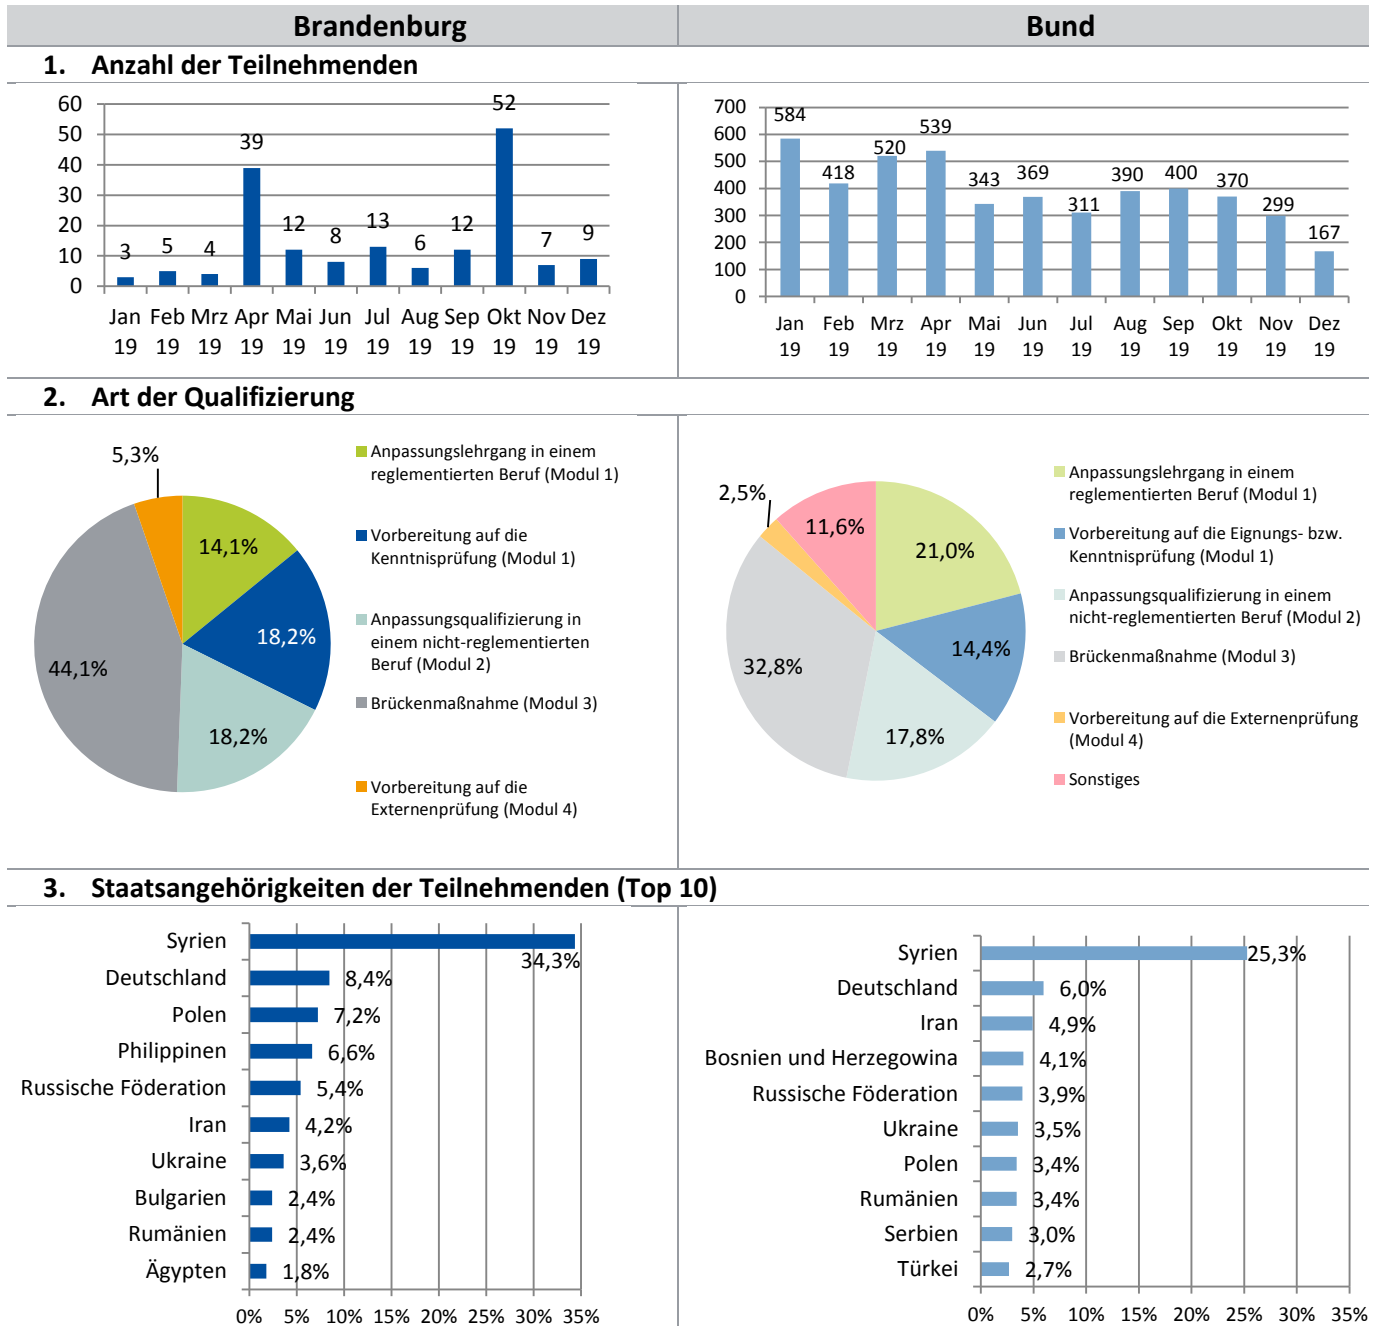 Brandenburg
Bund
1. Anzahl der Teilnehmenden
60
50
40
30
20
10
0
3
5
4
39
12
8
13
6
12
52
7
9
Jan Feb Mrz Apr Mai Jun Jul Aug Sep Okt Nov Dez
19 19 19 19 19 19 19 19 19 19 19 19
700
600
500
400
300
200
100
0
584
418
520
539
343
369
311
390
400
370
299
167
Jan Feb Mrz Apr Mai Jun Jul Aug Sep Okt Nov Dez
19 19 19 19 19 19 19 19 19 19 19 19
2. Art der Qualifizierung
5,3%
14,1%
18,2%
18,2%
44,1%
Anpassungslehrgang in einem
reglementierten Beruf (Modul 1)
Vorbereitung auf die
Kenntnisprüfung (Modul 1)
Anpassungsqualifizierung in
einem nicht-reglementierten
Beruf (Modul 2)
Brückenmaßnahme (Modul 3)
Vorbereitung auf die
Externenprüfung (Modul 4)
2,5%
11,6%
21,0%
14,4%
17,8%
32,8%
Anpassungslehrgang in einem
reglementierten Beruf (Modul 1)
Vorbereitung auf die Eignungs- bzw.
Kenntnisprüfung (Modul 1)
Anpassungsqualifizierung in einem
nicht-reglementierten Beruf (Modul 2)
Brückenmaßnahme (Modul 3)
Vorbereitung auf die Externenprüfung
(Modul 4)
Sonstiges
3. Staatsangehörigkeiten der Teilnehmenden (Top 10)
Syrien 34,3%
Deutschland 8,4%
Polen 7,2%
Philippinen 6,6%
Russische Föderation 5,4%
Iran 4,2%
Ukraine 3,6%
Bulgarien 2,4%
Rumänien 2,4%
Ägypten 1,8%
0% 5% 10% 15% 20% 25% 30% 35%
Syrien 25,3%
Deutschland 6,0%
Iran 4,9%
Bosnien und Herzegowina 4,1%
Russische Föderation 3,9%
Ukraine 3,5%
Polen 3,4%
Rumänien 3,4%
Serbien 3,0%
Türkei 2,7%
0% 5% 10% 15% 20% 25% 30% 35%